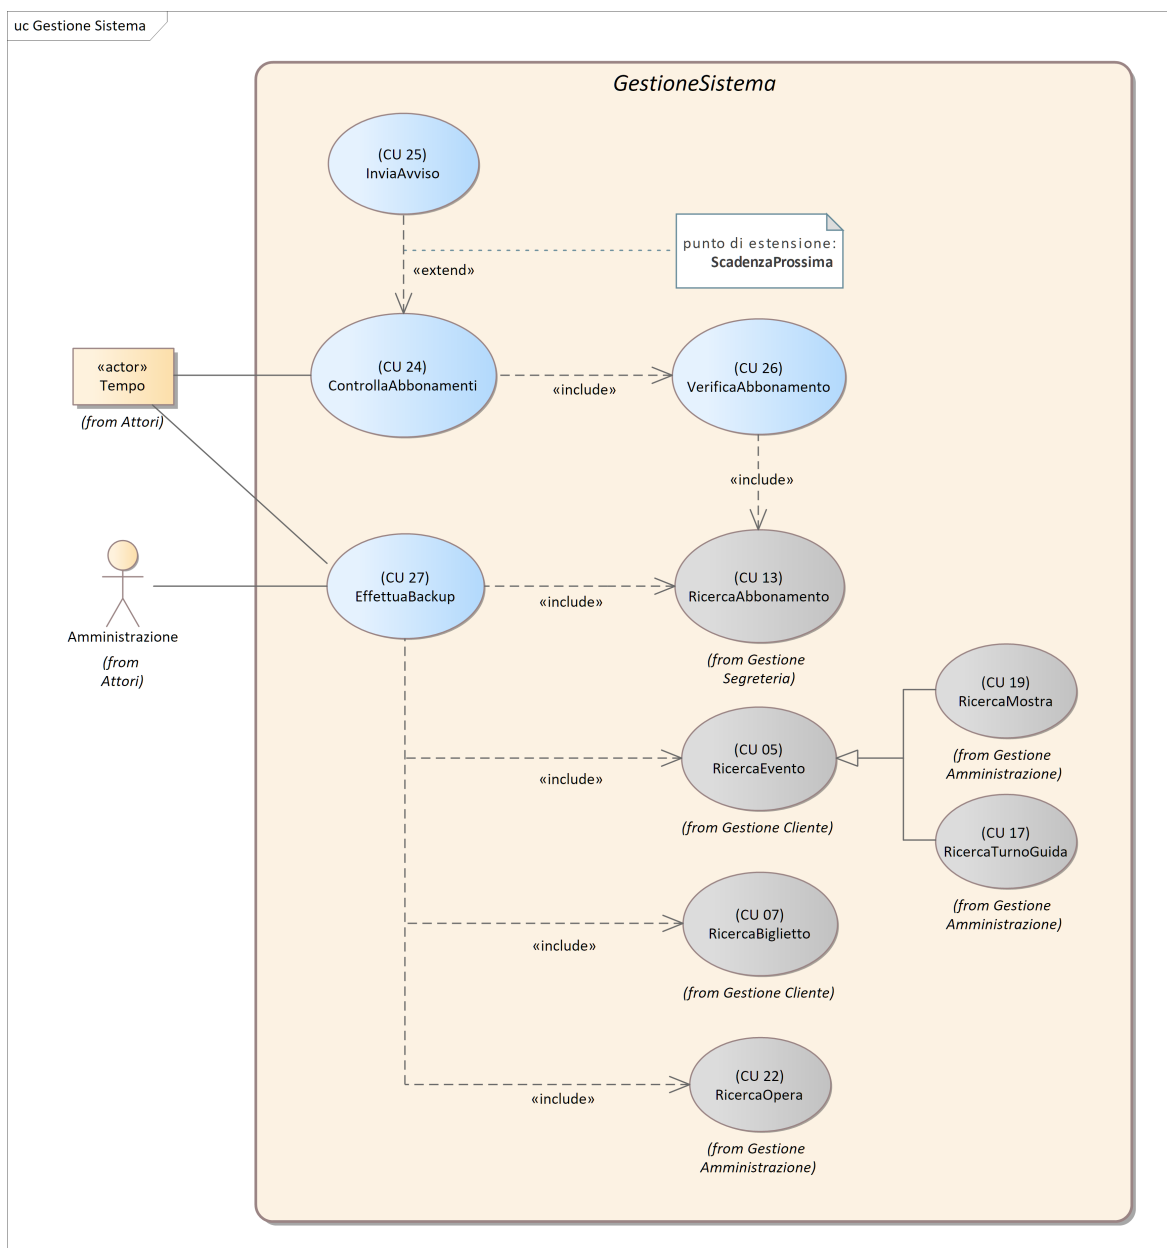 uc Gestione Sistema
GestioneSistema
(CU 25)
InviaAvviso
punto di estensione:
ScadenzaProssima
«extend»
«actor»
Tempo
(from Attori)
(CU 24)
ControllaAbbonamenti
«include»
(CU 26)
VerificaAbbonamento
«include»
Amministrazione
(from
Attori)
(CU 27)
EffettuaBackup
«include»
(CU 13)
RicercaAbbonamento
(from Gestione
Segreteria)
(CU 19)
RicercaMostra
(from Gestione
Amministrazione)
«include»
(CU 05)
RicercaEvento
(from Gestione Cliente)
(CU 17)
RicercaTurnoGuida
(from Gestione
Amministrazione)
«include»
(CU 07)
RicercaBiglietto
(from Gestione Cliente)
«include»
(CU 22)
RicercaOpera
(from Gestione
Amministrazione)